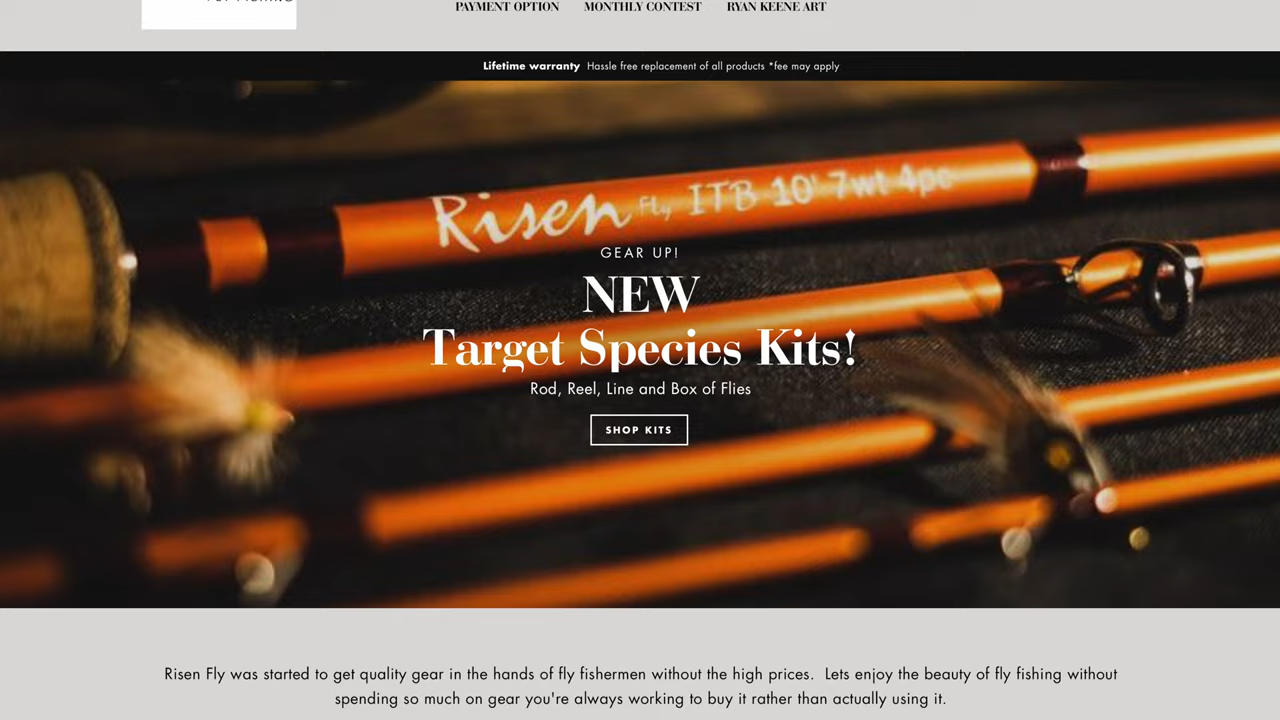 PAYMENT OPTION MONTHLY CONTEST RYAN KEENE ART
Lifetime warranty Hassle free replacement of all products *fee may apply
Risen Fly ITB 10' 7wt 4pc
GEAR UP!
NEW
Target Species Kits!
Rod, Reel, Line and Box of Flies
SHOP KITS
Risen Fly was started to get quality gear in the hands of fly fishermen without the high prices. Lets enjoy the beauty of fly fishing without
spending so much on gear you're always working to buy it rather than actually using it.